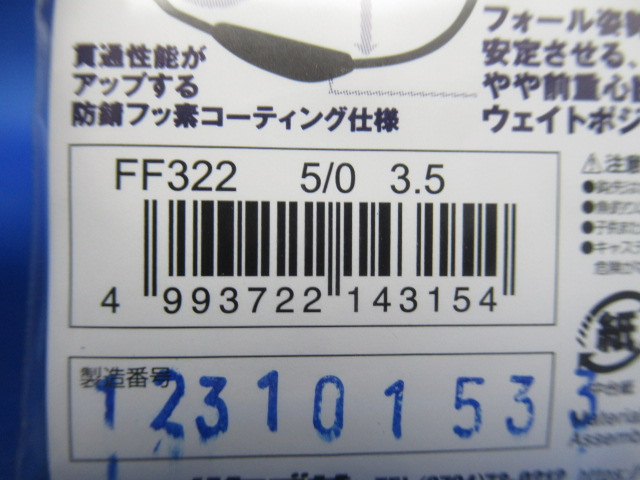 貫通性能が
アップする
防錆フッ素コーティング仕様
フォール姿勢
安定させる、
やや前重心
ウェイトポジ
FF322 5/0 3.5
4 993722 143154
⚠注意
製造番号
123101533
Material
Assemb